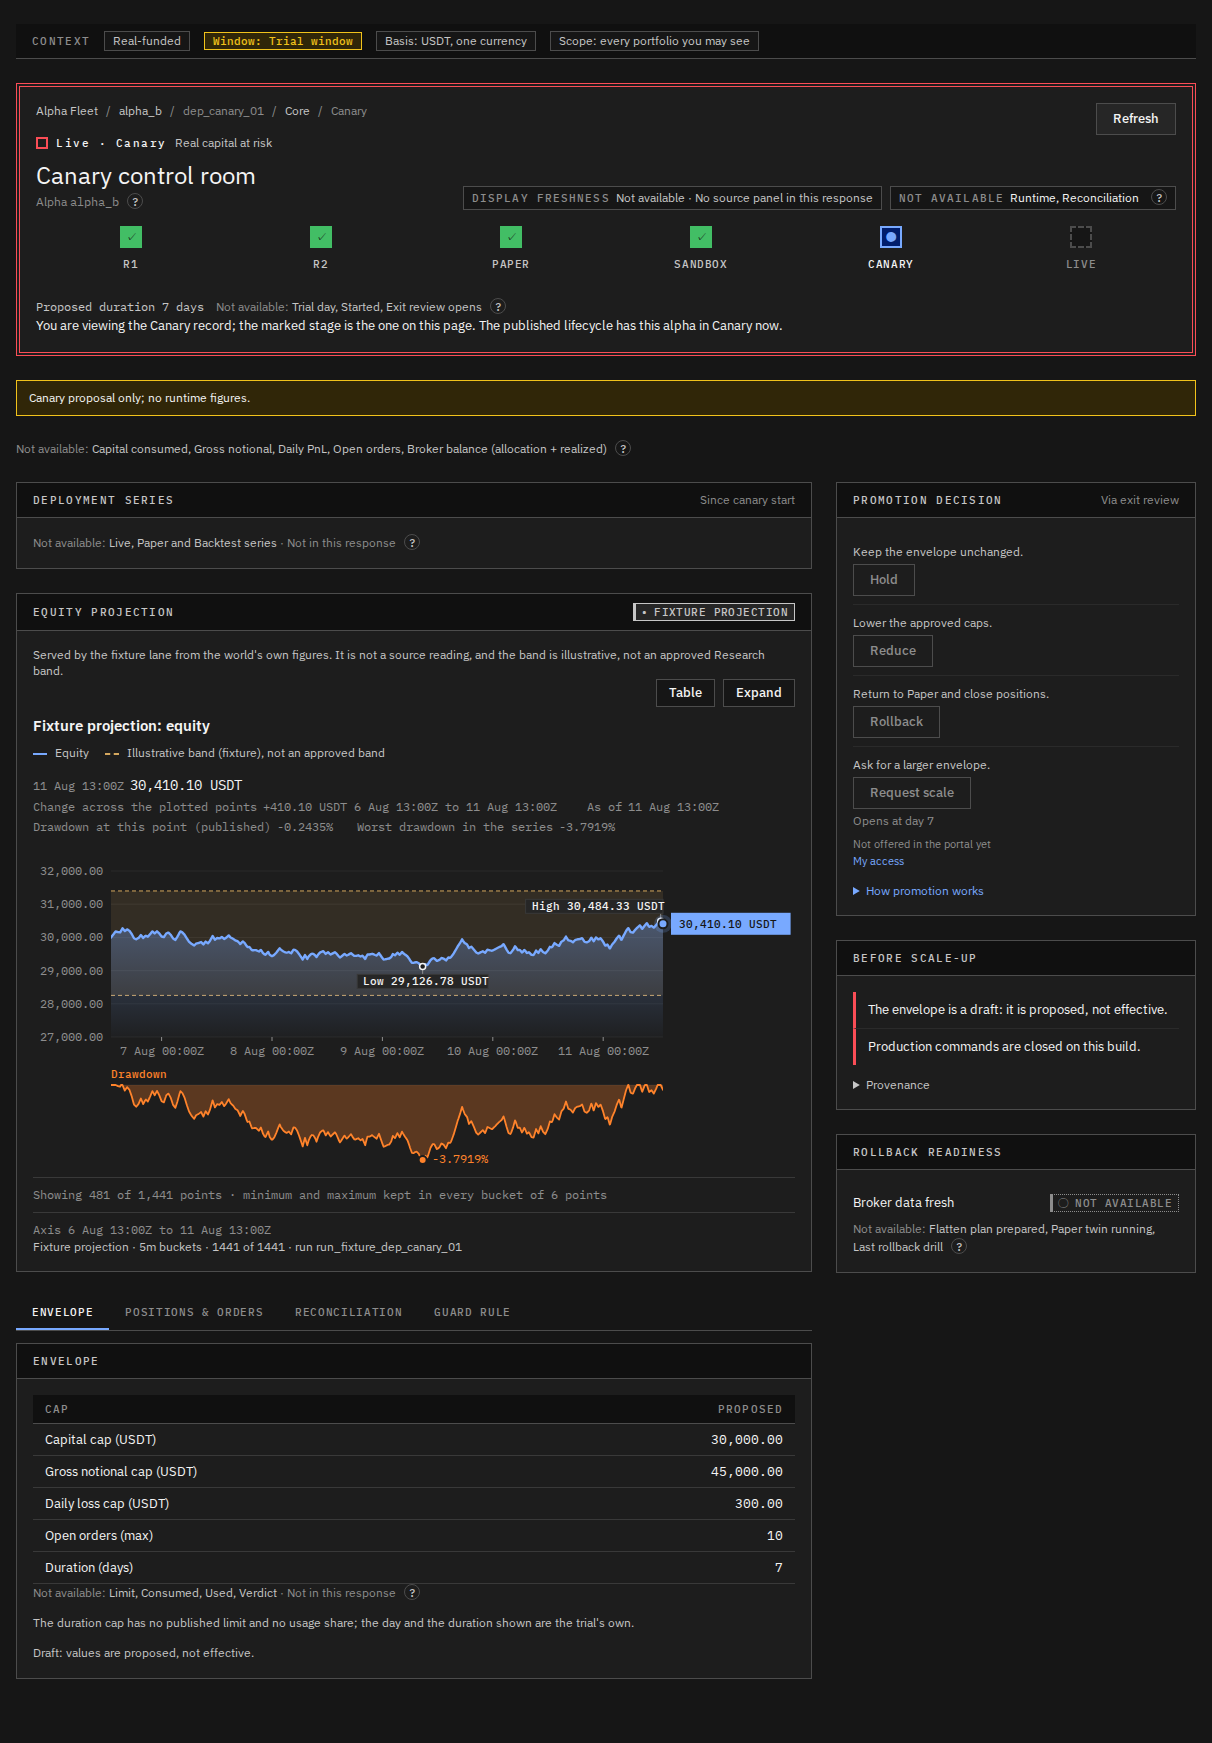 CONTEXT Real-funded Window: Trial window Basis: USDT, one currency Scope: every portfolio you may see
Alpha Fleet / alpha_b / dep_canary_01 / Core / Canary
Refresh
Live · Canary Real capital at risk
Canary control room
Alpha alpha_b ?
DISPLAY FRESHNESS Not available · No source panel in this response
NOT AVAILABLE Runtime, Reconciliation ?
R1 R2 PAPER SANDBOX CANARY LIVE
Proposed duration 7 days Not available: Trial day, Started, Exit review opens ?
You are viewing the Canary record; the marked stage is the one on this page. The published lifecycle has this alpha in Canary now.
Canary proposal only; no runtime figures.
Not available: Capital consumed, Gross notional, Daily PnL, Open orders, Broker balance (allocation + realized) ?
DEPLOYMENT SERIES Since canary start
Not available: Live, Paper and Backtest series · Not in this response ?
EQUITY PROJECTION • FIXTURE PROJECTION
Served by the fixture lane from the world's own figures. It is not a source reading, and the band is illustrative, not an approved Research
band.
Table Expand
Fixture projection: equity
Equity Illustrative band (fixture), not an approved band
11 Aug 13:00Z 30,410.10 USDT
Change across the plotted points +410.10 USDT 6 Aug 13:00Z to 11 Aug 13:00Z As of 11 Aug 13:00Z
Drawdown at this point (published) -0.2435% Worst drawdown in the series -3.7919%
32,000.00
31,000.00
High 30,484.33 USDT
30,410.10 USDT
30,000.00
29,000.00
Low 29,126.78 USDT
28,000.00
27,000.00
7 Aug 00:00Z 8 Aug 00:00Z 9 Aug 00:00Z 10 Aug 00:00Z 11 Aug 00:00Z
Drawdown
-3.7919%
Showing 481 of 1,441 points · minimum and maximum kept in every bucket of 6 points
Axis 6 Aug 13:00Z to 11 Aug 13:00Z
Fixture projection · 5m buckets · 1441 of 1441 · run run_fixture_dep_canary_01
ENVELOPE POSITIONS & ORDERS RECONCILIATION GUARD RULE
ENVELOPE
CAP PROPOSED
Capital cap (USDT) 30,000.00
Gross notional cap (USDT) 45,000.00
Daily loss cap (USDT) 300.00
Open orders (max) 10
Duration (days) 7
Not available: Limit, Consumed, Used, Verdict · Not in this response ?
The duration cap has no published limit and no usage share; the day and the duration shown are the trial's own.
Draft: values are proposed, not effective.
PROMOTION DECISION Via exit review
Keep the envelope unchanged.
Hold
Lower the approved caps.
Reduce
Return to Paper and close positions.
Rollback
Ask for a larger envelope.
Request scale
Opens at day 7
Not offered in the portal yet
My access
How promotion works
BEFORE SCALE-UP
The envelope is a draft: it is proposed, not effective.
Production commands are closed on this build.
Provenance
ROLLBACK READINESS
Broker data fresh NOT AVAILABLE
Not available: Flatten plan prepared, Paper twin running,
Last rollback drill ?